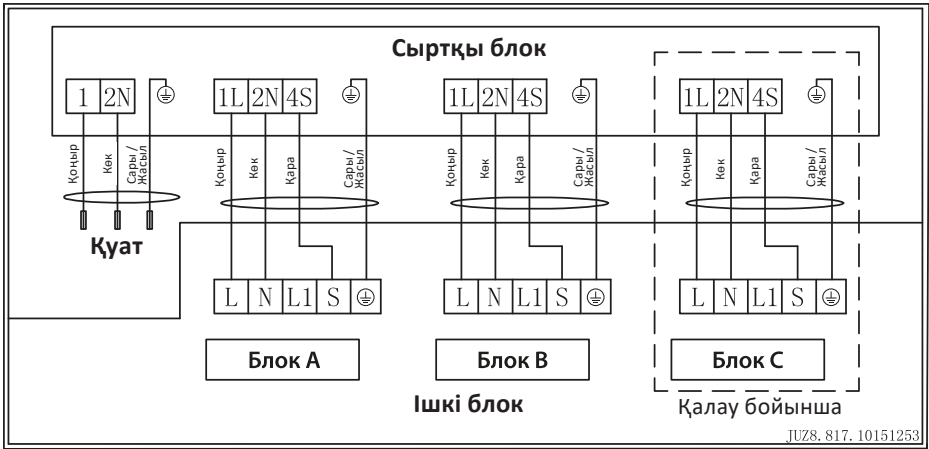 Сыртқы блок
1 2N
1L 2N 4S
1L 2N 4S
1L 2N 4S
Қоңыр
Көк
Сары/
Жасыл
Қоңыр
Көк
Қара
Сары/
Жасыл
Қоңыр
Көк
Қара
Сары/
Жасыл
Қоңыр
Көк
Қара
Сары/
Жасыл
Қуат
L N L1 S
L N L1 S
L N L1 S
Блок A
Блок B
Блок C
Ішкі блок
Қалау бойынша
JUZ8. 817. 10151253